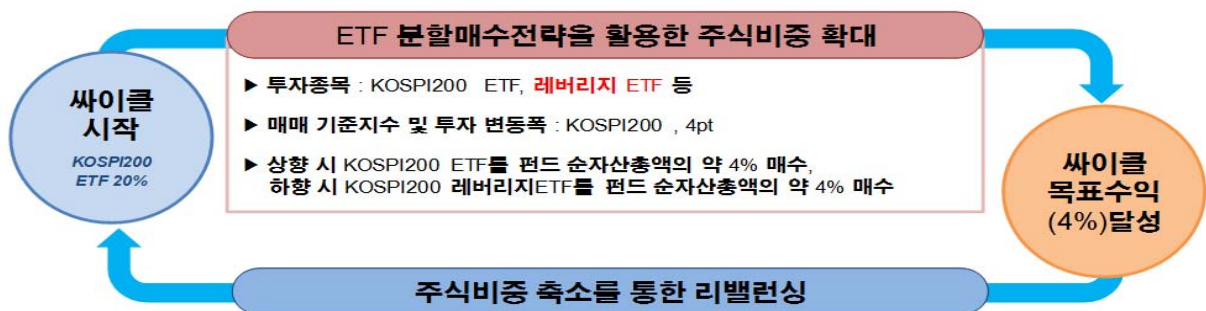 ETF 분할매수전략을 활용한 주식비중 확대
싸이클
시작
KOSPI200
ETF 20%
▶ 투자종목 : KOSPI200 ETF, 레버리지 ETF 등
▶ 매매 기준지수 및 투자 변동폭 : KOSPI200 , 4pt
▶ 상향 시 KOSPI200 ETF를 펀드 순자산총액의 약 4% 매수,
하향 시 KOSPI200 레버리지ETF를 펀드 순자산총액의 약 4% 매수
싸이클
목표수익
(4%)달성
주식비중 축소를 통한 리밸런싱